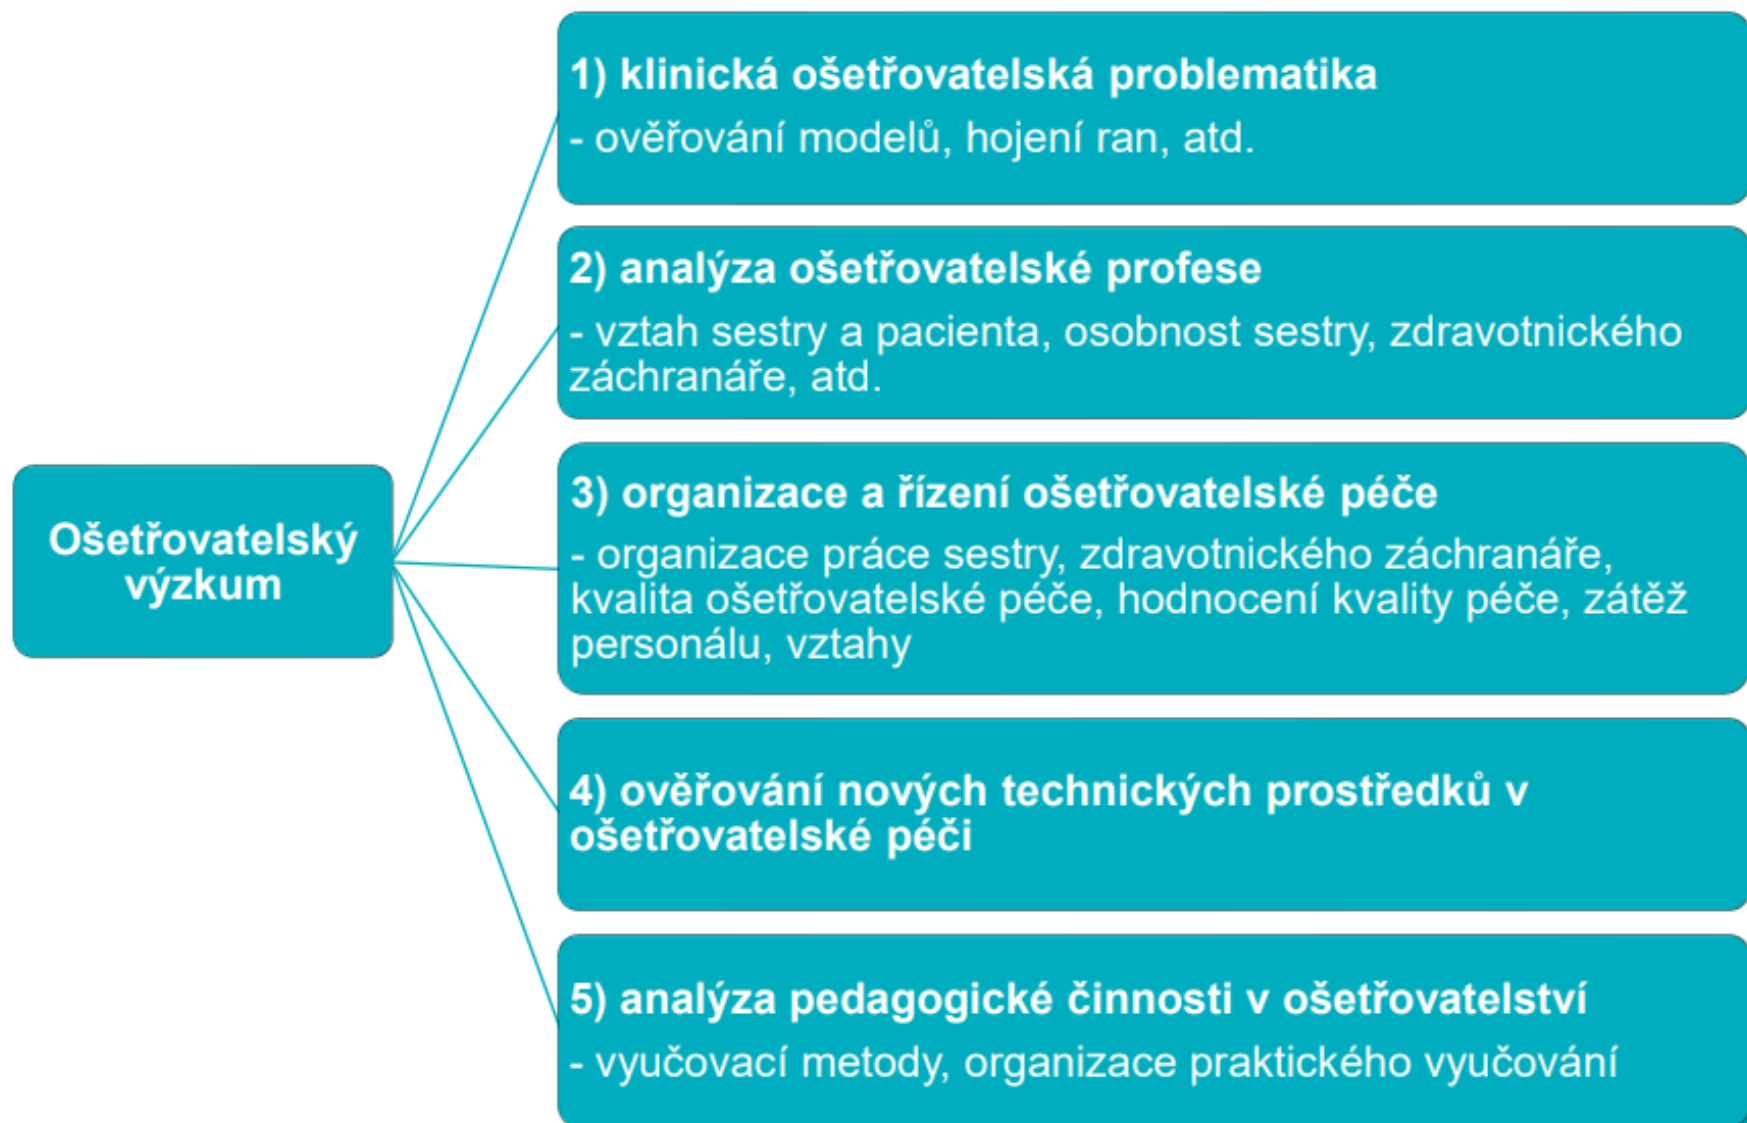 Ošetřovatelský
výzkum
1) klinická ošetřovatelská problematika
- ověřování modelů, hojení ran, atd.
2) analýza ošetřovatelské profese
- vztah sestry a pacienta, osobnost sestry, zdravotnického
záchranáře, atd.
3) organizace a řízení ošetřovatelské péče
- organizace práce sestry, zdravotnického záchranáře,
kvalita ošetřovatelské péče, hodnocení kvality péče, zátěž
personálu, vztahy
4) ověřování nových technických prostředků v
ošetřovatelské péči
5) analýza pedagogické činnosti v ošetřovatelství
- vyučovací metody, organizace praktického vyučování